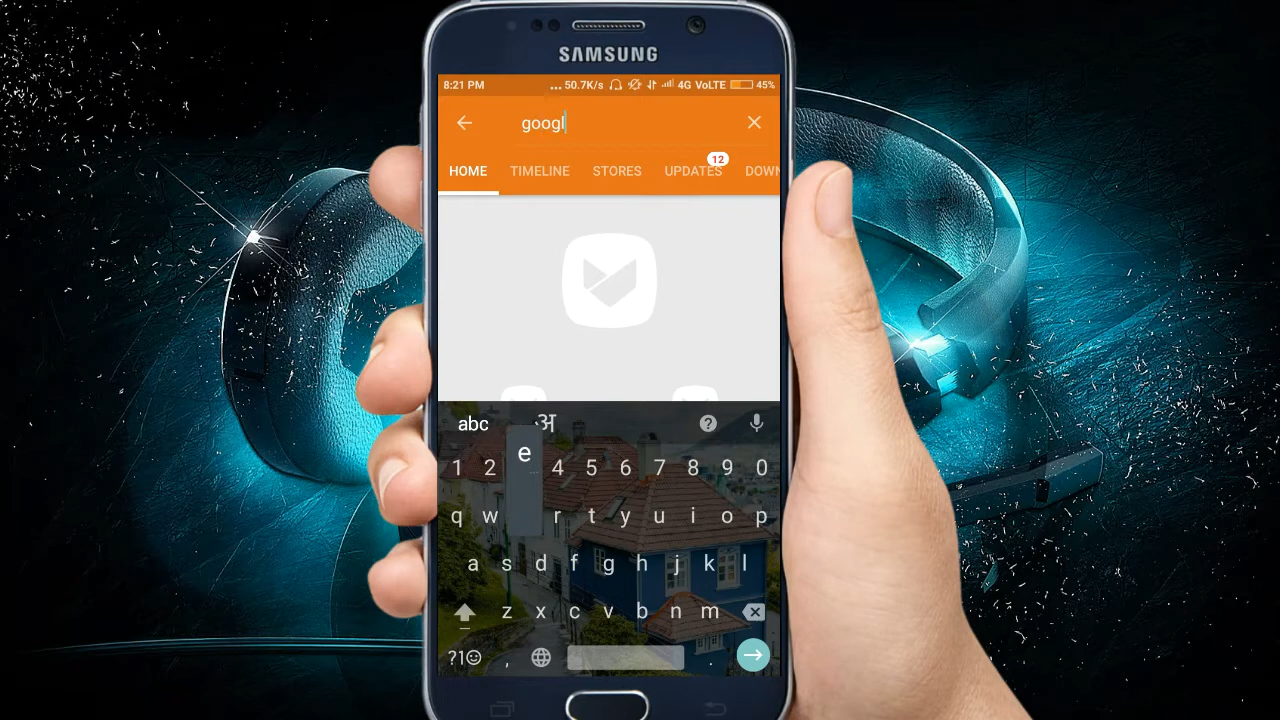 SAMSUNG
8:21 PM ... 50.7K/s 4G VoLTE 45%
googl
12
HOME TIMELINE STORES UPDATES DOWN
abc अ
e
1 2 4 5 6 7 8 9 0
q w r t y u i o p
a s d f g h j k l
z x c v b n m
?1☺ , .